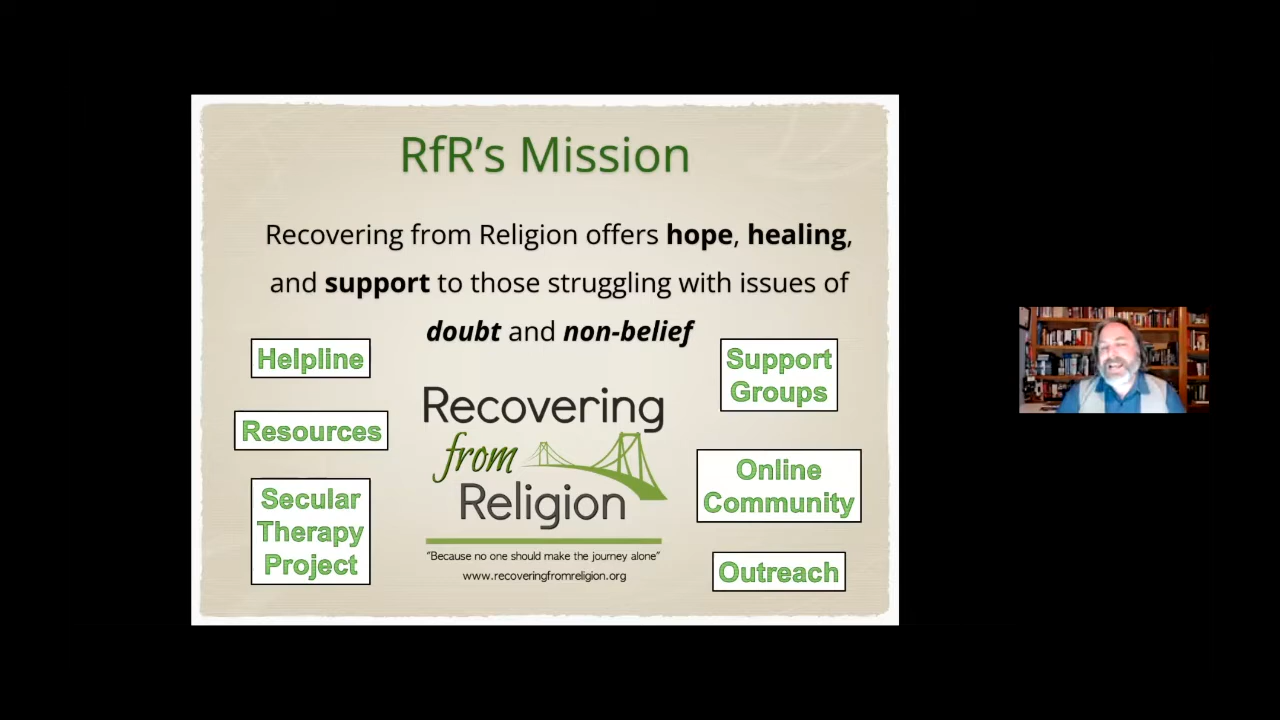 RfR’s Mission
Recovering from Religion offers hope, healing,
and support to those struggling with issues of
doubt and non-belief
Helpline
Resources
Secular
Therapy
Project
Recovering
from
Religion
“Because no one should make the journey alone”
www.recoveringfromreligion.org
Support
Groups
Online
Community
Outreach